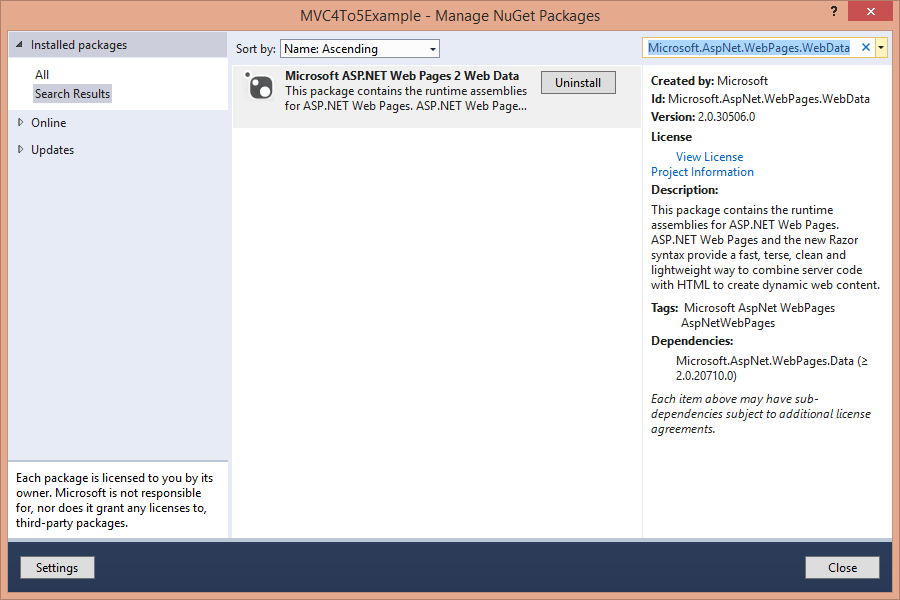 MVC4To5Example - Manage NuGet Packages
?
Installed packages
All
Search Results
Online
Updates
Each package is licensed to you by its
owner. Microsoft is not responsible
for, nor does it grant any licenses to,
third-party packages.
Sort by: Name: Ascending
Microsoft ASP.NET Web Pages 2 Web Data
This package contains the runtime assemblies
for ASP.NET Web Pages. ASP.NET Web Page...
Uninstall
Microsoft.AspNet.WebPages.WebData
Created by: Microsoft
Id: Microsoft.AspNet.WebPages.WebData
Version: 2.0.30506.0
License
View License
Project Information
Description:
This package contains the runtime
assemblies for ASP.NET Web Pages.
ASP.NET Web Pages and the new Razor
syntax provide a fast, terse, clean and
lightweight way to combine server code
with HTML to create dynamic web content.
Tags: Microsoft AspNet WebPages
AspNetWebPages
Dependencies:
Microsoft.AspNet.WebPages.Data (≥
2.0.20710.0)
Each item above may have sub-
dependencies subject to additional license
agreements.
Settings
Close